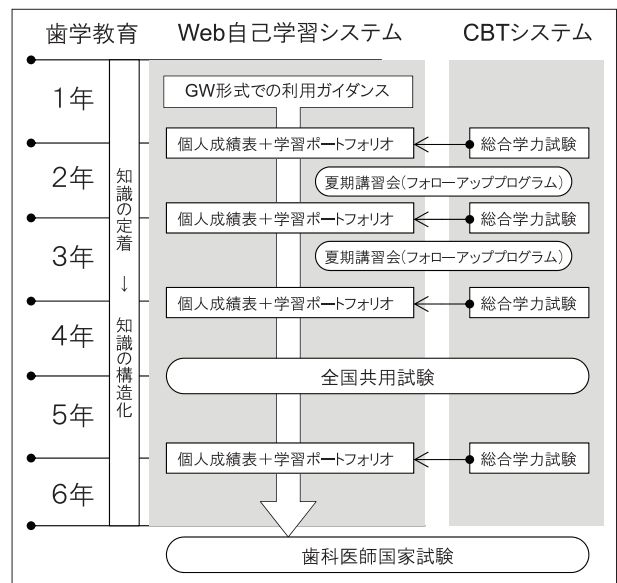 歯学教育 Web自己学習システム CBTシステム
1年
GW形式での利用ガイダンス
個人成績表＋学習ポートフォリオ 総合学力試験
2年
夏期講習会(フォローアッププログラム)
知識の定着 → 知識の構造化
個人成績表＋学習ポートフォリオ 総合学力試験
3年
夏期講習会(フォローアッププログラム)
個人成績表＋学習ポートフォリオ 総合学力試験
4年
全国共用試験
5年
個人成績表＋学習ポートフォリオ 総合学力試験
6年
歯科医師国家試験